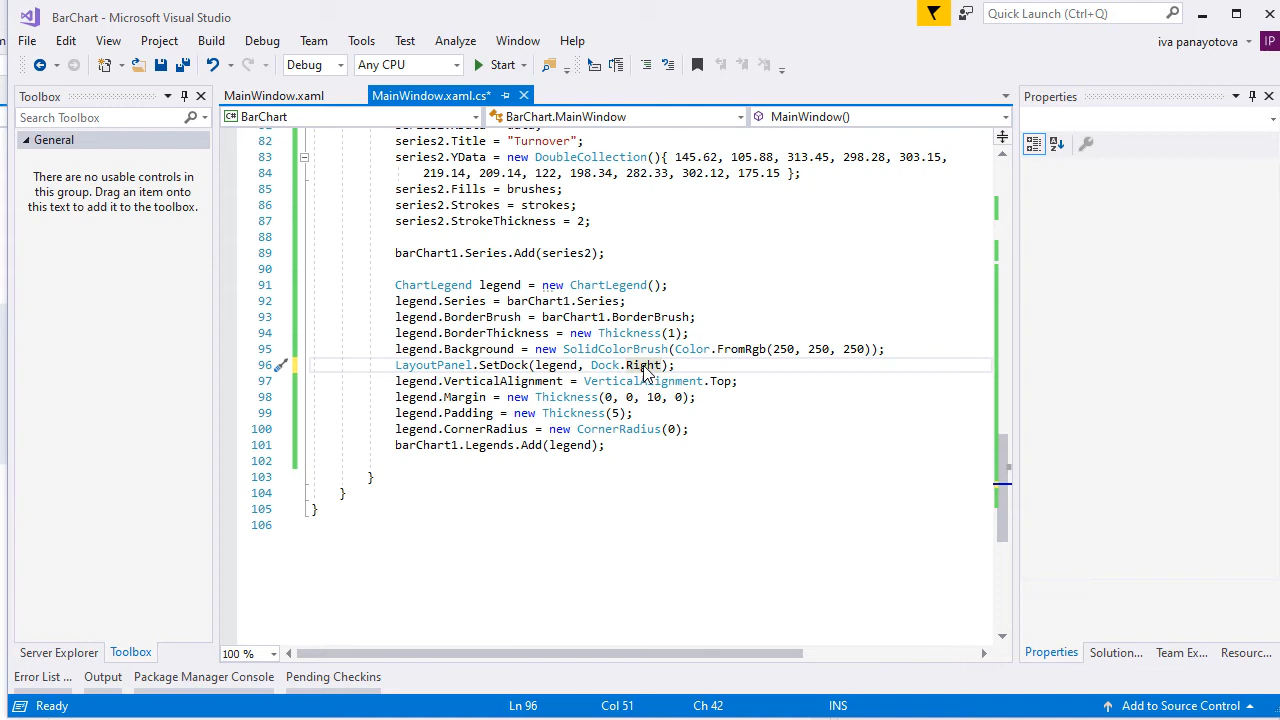 BarChart - Microsoft Visual Studio
Quick Launch (Ctrl+Q)
File Edit View Project Build Debug Team Tools Test Analyze Window Help
iva panayotova IP
Debug Any CPU Start
Toolbox
MainWindow.xaml MainWindow.xaml.cs*
Properties
Search Toolbox
BarChart BarChart.MainWindow MainWindow()
General
There are no usable controls in
this group. Drag an item onto
this text to add it to the toolbox.
82 series2.Title = "Turnover";
83 series2.YData = new DoubleCollection(){ 145.62, 105.88, 313.45, 298.28, 303.15,
84 219.14, 209.14, 122, 198.34, 282.33, 302.12, 175.15 };
85 series2.Fills = brushes;
86 series2.Strokes = strokes;
87 series2.StrokeThickness = 2;
88
89 barChart1.Series.Add(series2);
90
91 ChartLegend legend = new ChartLegend();
92 legend.Series = barChart1.Series;
93 legend.BorderBrush = barChart1.BorderBrush;
94 legend.BorderThickness = new Thickness(1);
95 legend.Background = new SolidColorBrush(Color.FromRgb(250, 250, 250));
96 LayoutPanel.SetDock(legend, Dock.Right);
97 legend.VerticalAlignment = VerticalAlignment.Top;
98 legend.Margin = new Thickness(0, 0, 10, 0);
99 legend.Padding = new Thickness(5);
100 legend.CornerRadius = new CornerRadius(0);
101 barChart1.Legends.Add(legend);
102
103 }
104 }
105 }
106
100 %
Server Explorer Toolbox
Properties Solution... Team Ex... Resourc...
Error List ... Output Package Manager Console Pending Checkins
Ready Ln 96 Col 51 Ch 42 INS Add to Source Control